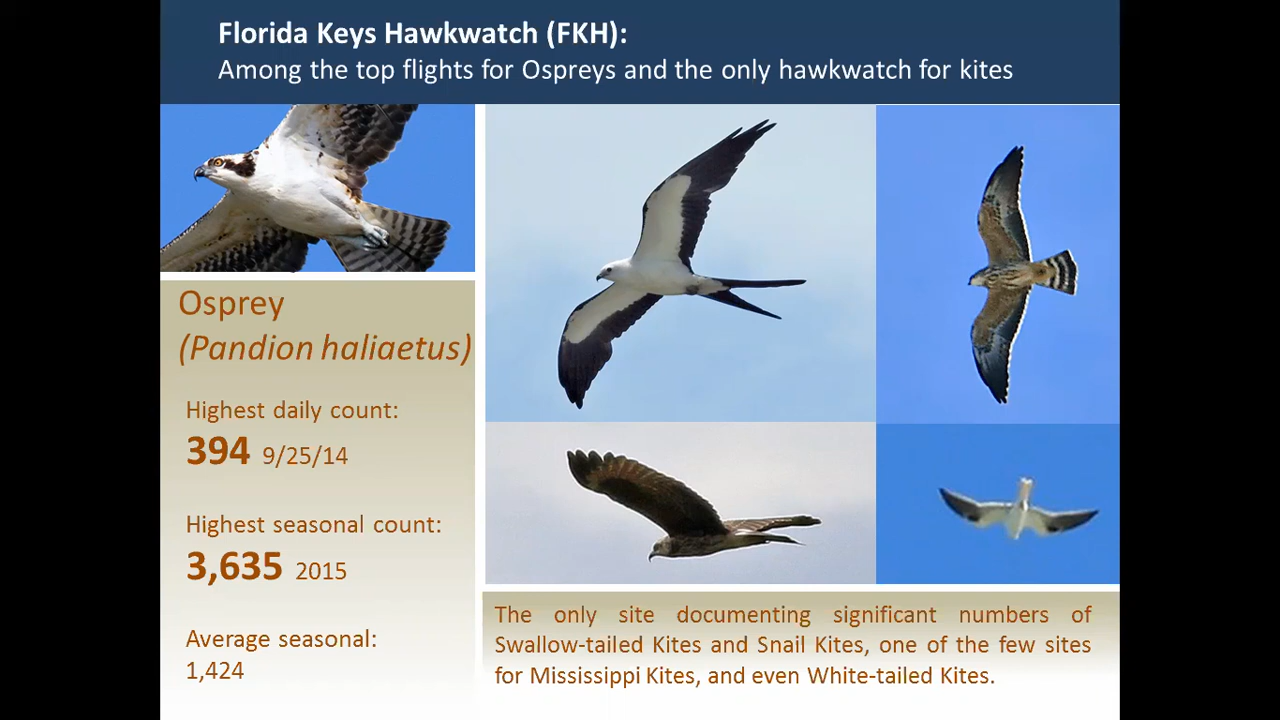 Florida Keys Hawkwatch (FKH):
Among the top flights for Ospreys and the only hawkwatch for kites
Osprey
(Pandion haliaetus)
Highest daily count:
394 9/25/14
Highest seasonal count:
3,635 2015
Average seasonal:
1,424
The only site documenting significant numbers of
Swallow-tailed Kites and Snail Kites, one of the few sites
for Mississippi Kites, and even White-tailed Kites.